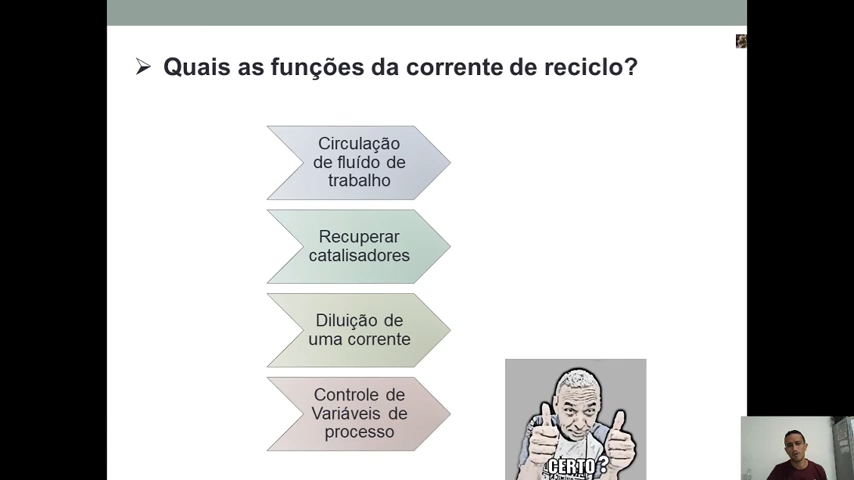 Quais as funções da corrente de reciclo?
Circulação
de fluído de
trabalho
Recuperar
catalisadores
Diluição de
uma corrente
Controle de
Variáveis de
processo
CERTO?